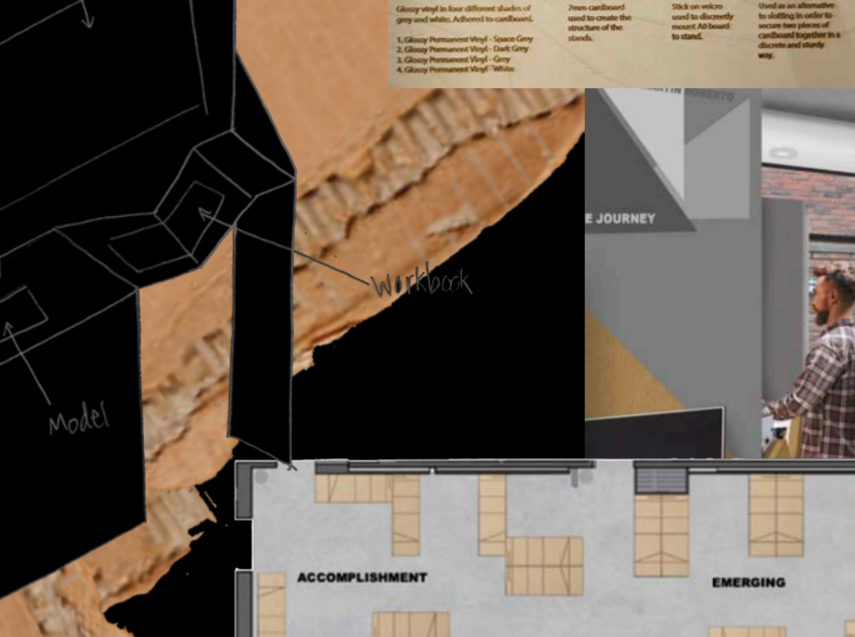 Glossy vinyl in four different shades of
grey and white. Adhered to cardboard.
1. Glossy Permanent Vinyl - Space Grey
2. Glossy Permanent Vinyl - Dark Grey
3. Glossy Permanent Vinyl - Grey
4. Glossy Permanent Vinyl - White
7mm cardboard
used to create the
structure of the
stands.
Stick on velcro
used to discreetly
mount A0 board
to stand.
Used as an alternative
to slotting in order to
secure two pieces of
cardboard together in a
discrete and sturdy
way.
ROBERTO
E JOURNEY
Workbook
Model
ACCOMPLISHMENT
EMERGING